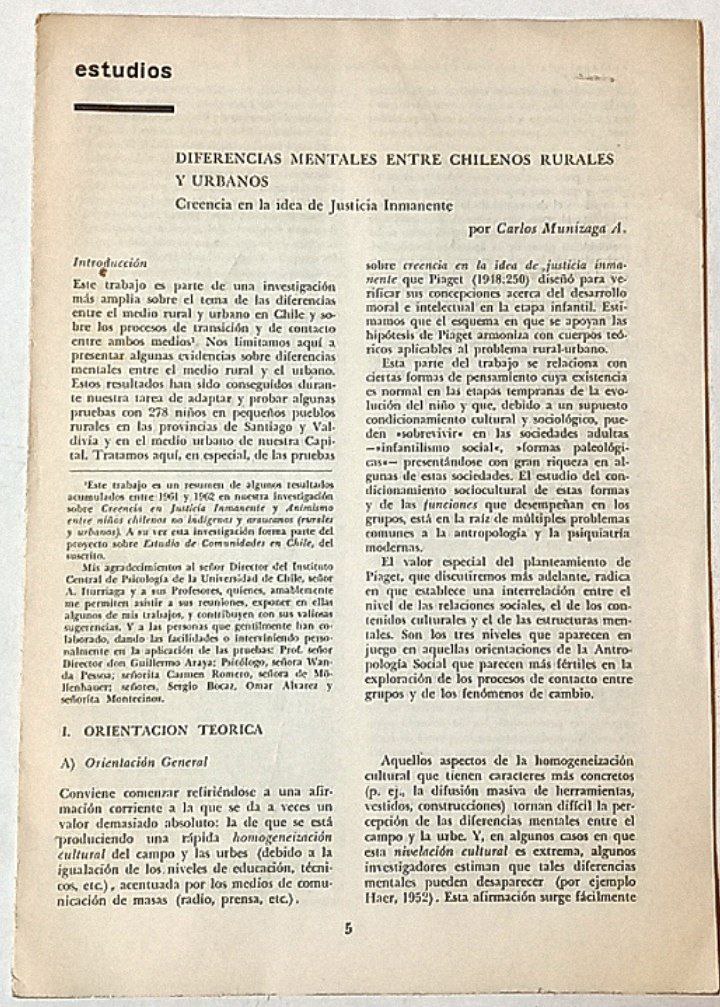 estudios
DIFERENCIAS MENTALES ENTRE CHILENOS RURALES
Y URBANOS
Creencia en la idea de Justicia Inmanente
por Carlos Munizaga A.
Introducción
Este trabajo es parte de una investigación
más amplia sobre el tema de las diferencias
entre el medio rural y urbano en Chile y so-
bre los procesos de transición y de contacto
entre ambos medios¹. Nos limitamos aquí a
presentar algunas evidencias sobre diferencias
mentales entre el medio rural y el urbano.
Estos resultados han sido conseguidos duran-
te nuestra tarea de adaptar y probar algunas
pruebas con 278 niños en pequeños pueblos
rurales en las provincias de Santiago y Val-
divia y en el medio urbano de nuestra Capi-
tal. Tratamos aquí, en especial, de las pruebas
¹Este trabajo es un resumen de algunos resultados
acumulados entre 1961 y 1962 en nuestra investigación
sobre Creencia en Justicia Inmanente y Animismo
entre niños chilenos no indígenas y araucanos (rurales
y urbanos). A su vez esta investigación forma parte del
proyecto sobre Estudio de Comunidades en Chile, del
suscrito.
Mis agradecimientos al señor Director del Instituto
Central de Psicología de la Universidad de Chile, señor
A. Iturriaga y a sus Profesores, quienes, amablemente
me permiten asistir a sus reuniones, exponer en ellas
algunos de mis trabajos, y contribuyen con sus valiosas
sugerencias. Y a las personas que gentilmente han co-
laborado, dando las facilidades o interviniendo perso-
nalmente en la aplicación de las pruebas: Prof. señor
Director don Guillermo Araya; Psicólogo, señora Wan-
da Pessoa; señorita Carmen Romero, señora de Mö-
llenhauer; señores, Sergio Bocaz, Omar Alvarez y
señorita Montecinos.
sobre creencia en la idea de justicia inma-
nente que Piaget (1948:250) diseñó para ve-
rificar sus concepciones acerca del desarrollo
moral e intelectual en la etapa infantil. Esti-
mamos que el esquema en que se apoyan las
hipótesis de Piaget armoniza con cuerpos teó-
ricos aplicables al problema rural-urbano.
Esta parte del trabajo se relaciona con
ciertas formas de pensamiento cuya existencia
es normal en las etapas tempranas de la evo-
lución del niño y que, debido a un supuesto
condicionamiento cultural y sociológico, pue-
den »sobrevivir« en las sociedades adultas
—»infantilismo social«, »formas paleológi-
cas«— presentándose con gran riqueza en al-
gunas de estas sociedades. El estudio del con-
dicionamiento sociocultural de estas formas
y de las funciones que desempeñan en los
grupos, está en la raíz de múltiples problemas
comunes a la antropología y la psiquiatría
modernas.
El valor especial del planteamiento de
Piaget, que discutiremos más adelante, radica
en que establece una interrelación entre el
nivel de las relaciones sociales, el de los con-
tenidos culturales y el de las estructuras men-
tales. Son los tres niveles que aparecen en
juego en aquellas orientaciones de la Antro-
pología Social que parecen más fértiles en la
exploración de los procesos de contacto entre
grupos y de los fenómenos de cambio.
I. ORIENTACION TEORICA
A) Orientación General
Conviene comenzar refiriéndose a una afir-
mación corriente a la que se da a veces un
valor demasiado absoluto: la de que se está
produciendo una rápida homogeneización
cultural del campo y las urbes (debido a la
igualación de los niveles de educación, técni-
cos, etc.), acentuada por los medios de comu-
nicación de masas (radio, prensa, etc.).
Aquellos aspectos de la homogeneización
cultural que tienen caracteres más concretos
(p. ej., la difusión masiva de herramientas,
vestidos, construcciones) tornan difícil la per-
cepción de las diferencias mentales entre el
campo y la urbe. Y, en algunos casos en que
esta nivelación cultural es extrema, algunos
investigadores estiman que tales diferencias
mentales pueden desaparecer (por ejemplo
Haer, 1952). Esta afirmación surge fácilmente
5